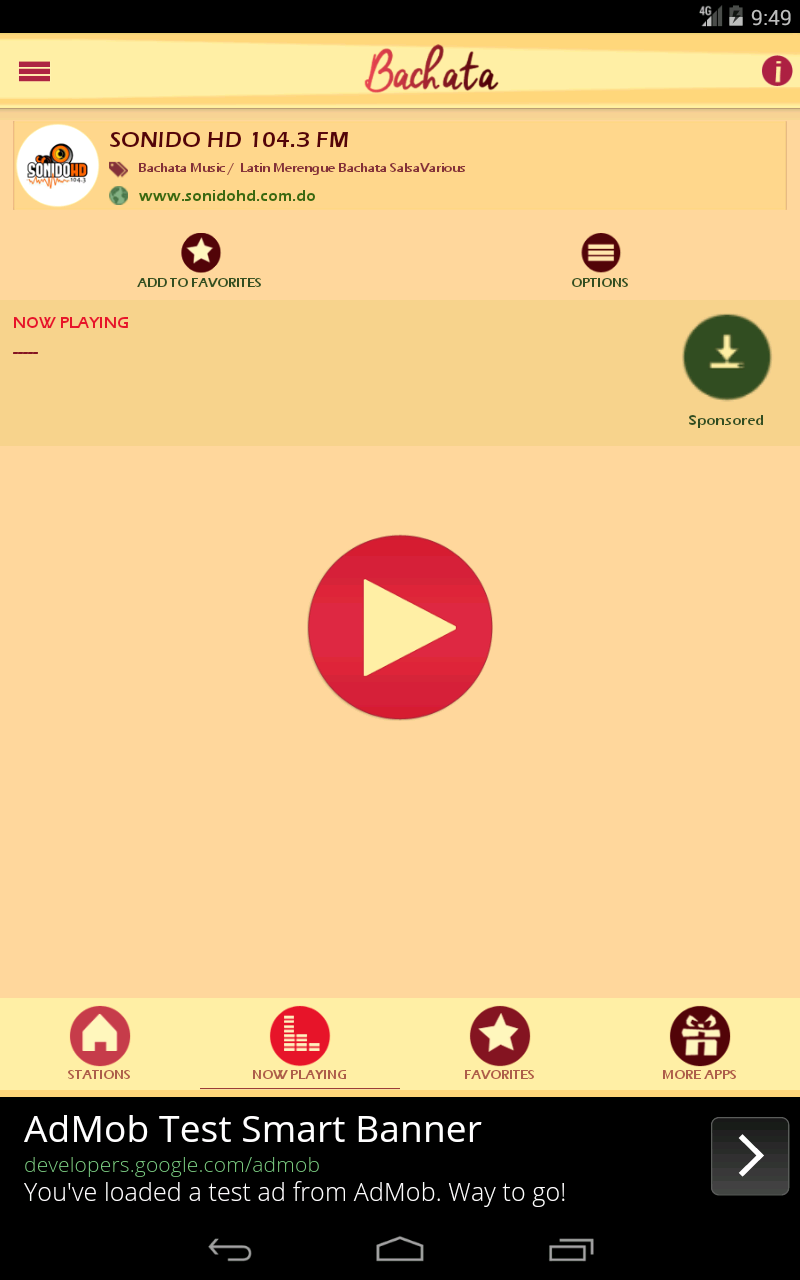 4G 9:49
Bachata
SONIDO HD 104.3 FM
SONIDOHD
104.3
Bachata Music / Latin Merengue Bachata SalsaVarious
www.sonidohd.com.do
ADD TO FAVORITES
OPTIONS
NOW PLAYING
-----
Sponsored
STATIONS
NOW PLAYING
FAVORITES
MORE APPS
AdMob Test Smart Banner
developers.google.com/admob
You've loaded a test ad from AdMob. Way to go!